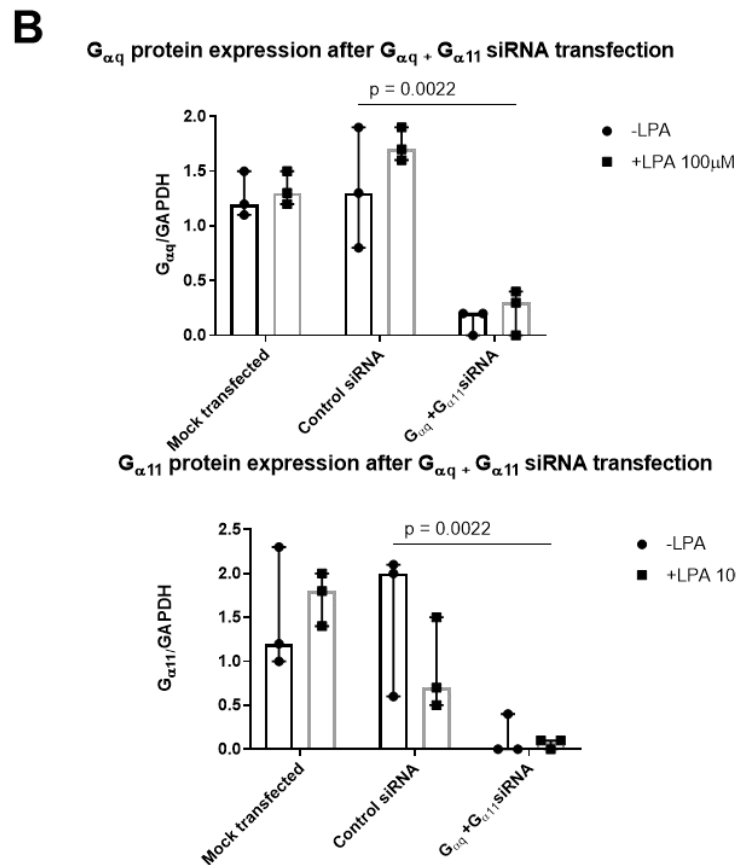 B
Gαq protein expression after Gαq + Gα11 siRNA transfection
p = 0.0022
-LPA
+LPA 100μM
2.0
1.5
1.0
0.5
0.0
Gαq/GAPDH
Mock transfected
Control siRNA
Gαq+Gα11siRNA
Gα11 protein expression after Gαq + Gα11 siRNA transfection
p = 0.0022
-LPA
+LPA 10
2.5
2.0
1.5
1.0
0.5
0.0
Gα11/GAPDH
Mock transfected
Control siRNA
Gαq+Gα11siRNA